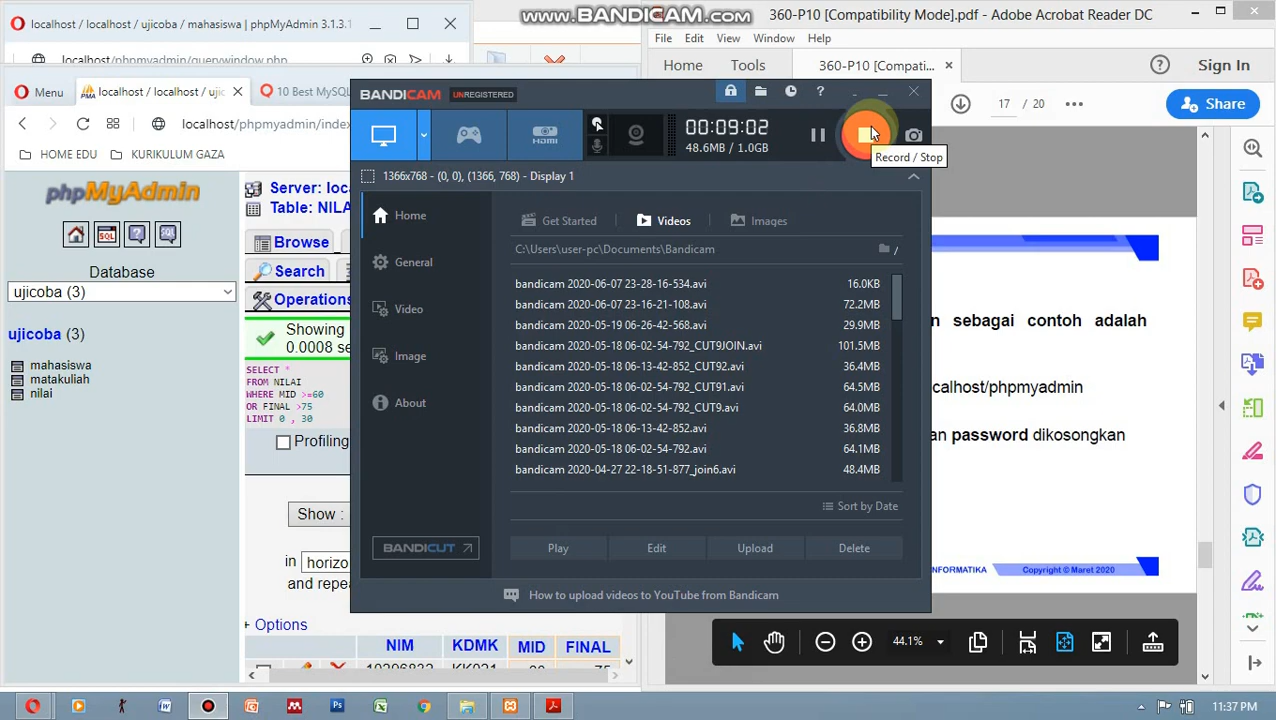 localhost / localhost / ujicoba / mahasiswa | phpMyAdmin 3.1.3.1
localhost/phpmyadmin/querywindow.php
www.BANDICAM.com
360-P10 [Compatibility Mode].pdf - Adobe Acrobat Reader DC
File Edit View Window Help
Home Tools 360-P10 [Compati... × Sign In
17 / 20 Share
Menu localhost / localhost / uji 10 Best MySQL
localhost/phpmyadmin/index
HOME EDU KURIKULUM GAZA
phpMyAdmin
SQL
Database
ujicoba (3)
ujicoba (3)
mahasiswa
matakuliah
nilai
Server: loca
Table: NILA
Browse
Search
Operations
Showing
0.0008 se
SELECT *
FROM NILAI
WHERE MID >=60
OR FINAL >75
LIMIT 0 , 30
Profiling
Show :
in horizo
and repea
+ Options
NIM KDMK MID FINAL
BANDICAM UNREGISTERED
HDMI
00:09:02
48.6MB / 1.0GB
Record / Stop
1366x768 - (0, 0), (1366, 768) - Display 1
Home
General
Video
Image
About
BANDICUT
Get Started Videos Images
C:\Users\user-pc\Documents\Bandicam
bandicam 2020-06-07 23-28-16-534.avi 16.0KB
bandicam 2020-06-07 23-16-21-108.avi 72.2MB
bandicam 2020-05-19 06-26-42-568.avi 29.9MB
bandicam 2020-05-18 06-02-54-792_CUT9JOIN.avi 101.5MB
bandicam 2020-05-18 06-13-42-852_CUT92.avi 36.4MB
bandicam 2020-05-18 06-02-54-792_CUT91.avi 64.5MB
bandicam 2020-05-18 06-02-54-792_CUT9.avi 64.0MB
bandicam 2020-05-18 06-13-42-852.avi 36.8MB
bandicam 2020-05-18 06-02-54-792.avi 64.1MB
bandicam 2020-04-27 22-18-51-877_join6.avi 48.4MB
Sort by Date
Play Edit Upload Delete
How to upload videos to YouTube from Bandicam
n sebagai contoh adalah
calhost/phpmyadmin
an password dikosongkan
INFORMATIKA Copyright © Maret 2020
44.1%
11:37 PM